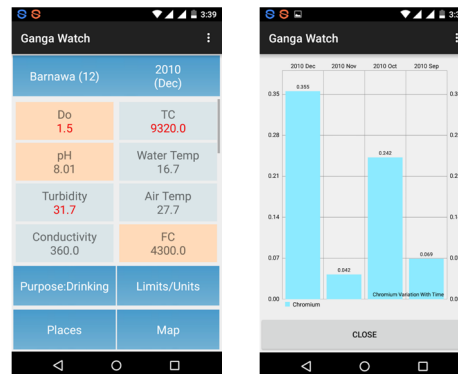 3:39
Ganga Watch
Barnawa (12)
2010
(Dec)
Do
1.5
TC
9320.0
pH
8.01
Water Temp
16.7
Turbidity
31.7
Air Temp
27.7
Conductivity
360.0
FC
4300.0
Purpose:Drinking
Limits/Units
Places
Map
Ganga Watch
2010 Dec 2010 Nov 2010 Oct 2010 Sep
0.355
0.35
0.28
0.242
0.21
0.14
0.07
0.069
0.042
0.00
Chromium Variation With Time
Chromium
CLOSE